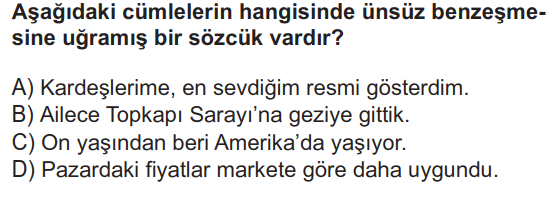 Aşağıdaki cümlelerin hangisinde ünsüz benzeşme-
sine uğramış bir sözcük vardır?
A) Kardeşlerime, en sevdiğim resmi gösterdim.
B) Ailece Topkapı Sarayı’na geziye gittik.
C) On yaşından beri Amerika’da yaşıyor.
D) Pazardaki fiyatlar markete göre daha uygundu.